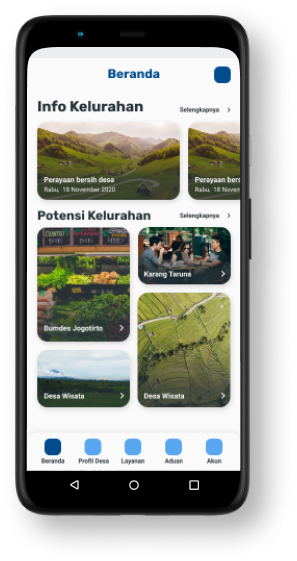 Beranda
Info Kelurahan
Selengkapnya
Perayaan bersih desa
Rabu, 18 November 2020
Perayaan bers
Rabu, 18 Novem
Potensi Kelurahan
Selengkapnya
Bumdes Jogotirto
Karang Taruna
Desa Wisata
Desa Wisata
Beranda
Profil Desa
Layanan
Aduan
Akun